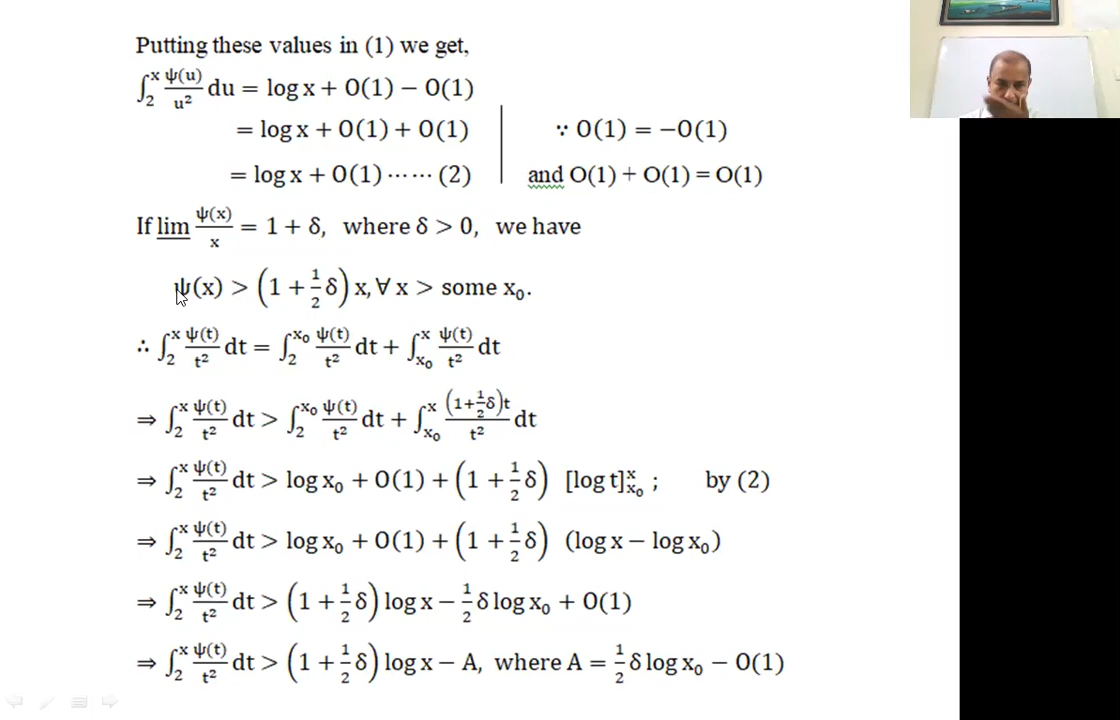 Putting these values in (1) we get,
∫₂ˣ ψ(u)/u² du = log x + O(1) − O(1)
= log x + O(1) + O(1) | ∵ O(1) = −O(1)
= log x + O(1) ⋯⋯ (2) | and O(1) + O(1) = O(1)
If lim ψ(x)/x = 1 + δ, where δ > 0, we have
ψ(x) > (1 + ½δ) x, ∀ x > some x₀.
∴ ∫₂ˣ ψ(t)/t² dt = ∫₂^x₀ ψ(t)/t² dt + ∫_x₀^x ψ(t)/t² dt
⇒ ∫₂ˣ ψ(t)/t² dt > ∫₂^x₀ ψ(t)/t² dt + ∫_x₀^x (1+½δ)t/t² dt
⇒ ∫₂ˣ ψ(t)/t² dt > log x₀ + O(1) + (1 + ½δ) [log t]_x₀^x ; by (2)
⇒ ∫₂ˣ ψ(t)/t² dt > log x₀ + O(1) + (1 + ½δ) (log x − log x₀)
⇒ ∫₂ˣ ψ(t)/t² dt > (1 + ½δ) log x − ½δ log x₀ + O(1)
⇒ ∫₂ˣ ψ(t)/t² dt > (1 + ½δ) log x − A, where A = ½δ log x₀ − O(1)